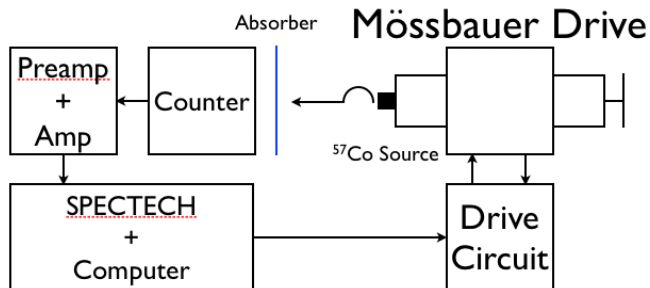 Mössbauer Drive
Absorber
Preamp
+
Amp
Counter
⁵⁷Co Source
SPECTECH
+
Computer
Drive
Circuit